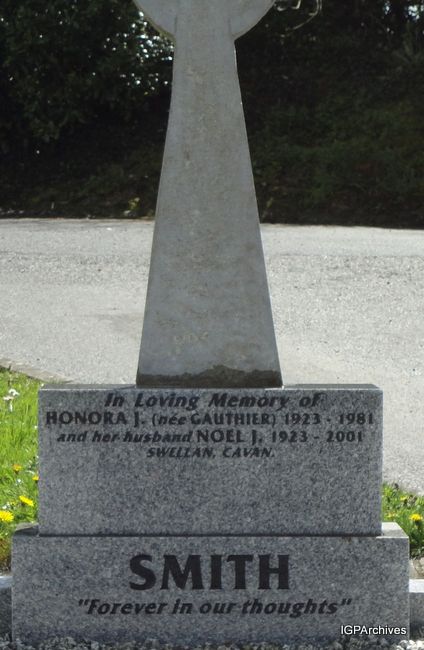 In Loving Memory of
HONORA J. (née GAUTHIER) 1923 - 1981
and her husband NOEL J. 1923 - 2001
SWELLAN, CAVAN.
SMITH
"Forever in our thoughts"
IGPArchives